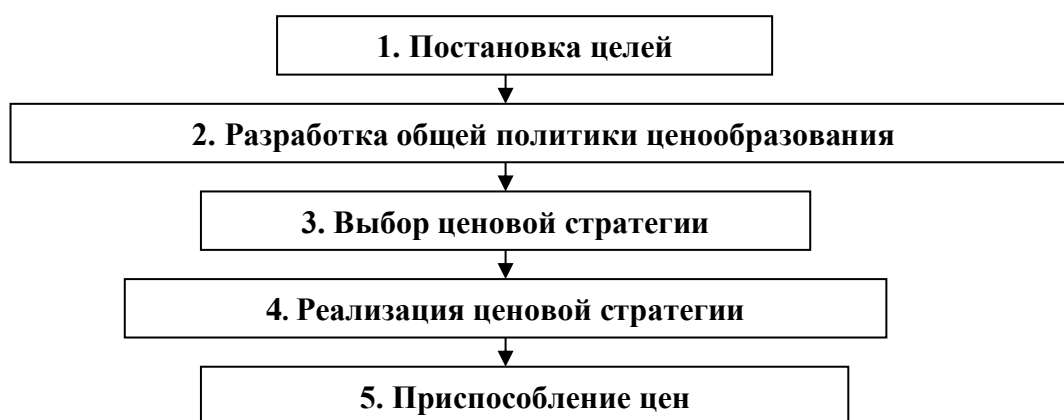 1. Постановка целей
2. Разработка общей политики ценообразования
3. Выбор ценовой стратегии
4. Реализация ценовой стратегии
5. Приспособление цен